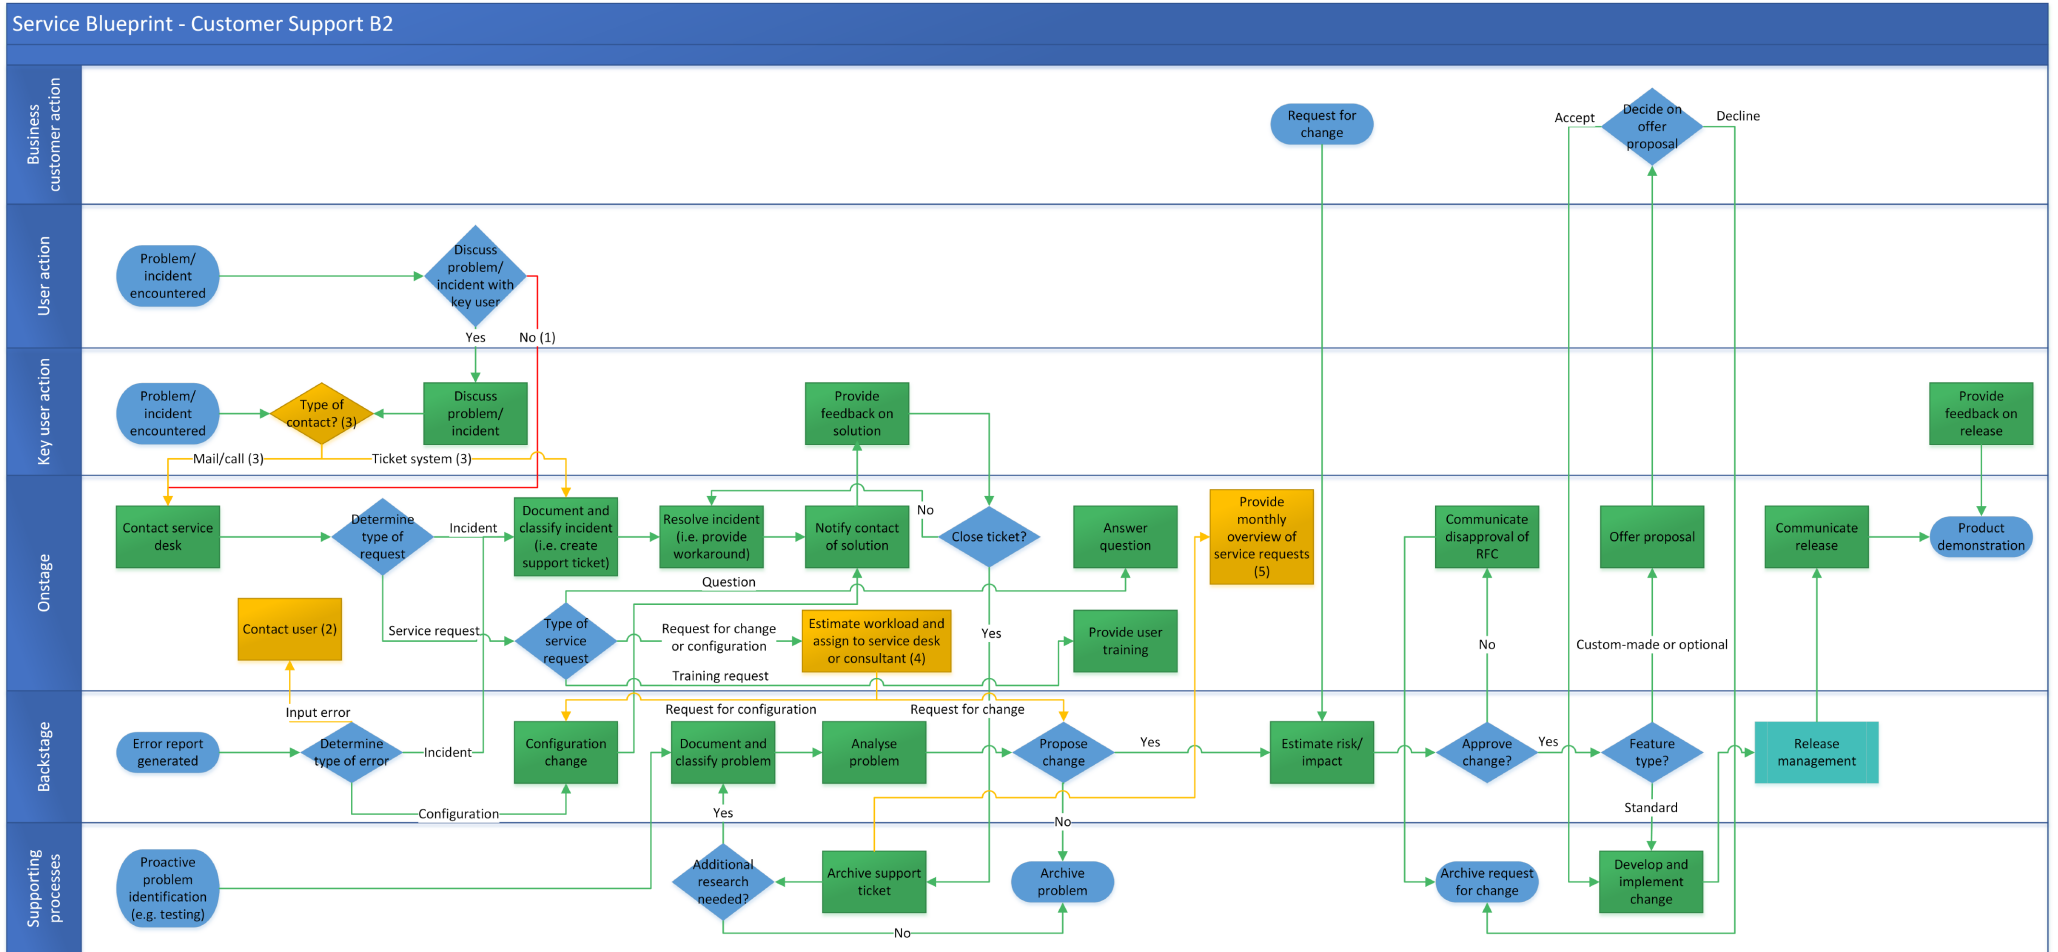 Service Blueprint - Customer Support B2
Business
customer action
Request for
change
Accept
Decide on
offer
proposal
Decline
User action
Problem/
incident
encountered
Discuss
problem/
incident with
key user
Yes
No (1)
Key user action
Problem/
incident
encountered
Type of
contact? (3)
Discuss
problem/
incident
Provide
feedback on
solution
Provide
feedback on
release
Mail/call (3)
Ticket system (3)
Onstage
Contact service
desk
Determine
type of
request
Incident
Document and
classify incident
(i.e. create
support ticket)
Resolve incident
(i.e. provide
workaround)
Notify contact
of solution
No
Close ticket?
Answer
question
Provide
monthly
overview of
service requests
(5)
Communicate
disapproval of
RFC
Offer proposal
Communicate
release
Product
demonstration
Question
Contact user (2)
Service request
Type of
service
request
Request for change
or configuration
Estimate workload and
assign to service desk
or consultant (4)
Yes
Provide user
training
No
Custom-made or optional
Training request
Backstage
Input error
Request for configuration
Request for change
Error report
generated
Determine
type of error
Incident
Configuration
change
Document and
classify problem
Analyse
problem
Propose
change
Yes
Estimate risk/
impact
Approve
change?
Yes
Feature
type?
Release
management
Configuration
Yes
No
Standard
Supporting
processes
Proactive
problem
identification
(e.g. testing)
Additional
research
needed?
Archive support
ticket
Archive
problem
Archive request
for change
Develop and
implement
change
No